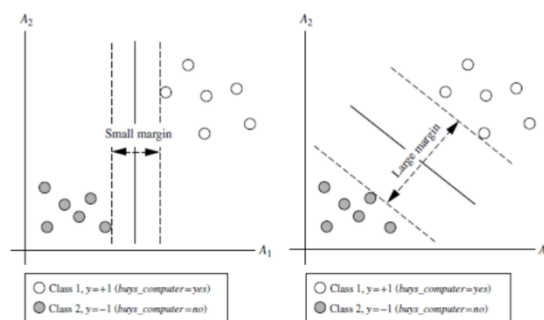 A2
Small margin
A1
Class 1, y=+1 (buys_computer=yes)
Class 2, y=−1 (buys_computer=no)
A2
Large margin
A
Class 1, y=+1 (buys_computer=yes)
Class 2, y=−1 (buys_computer=no)